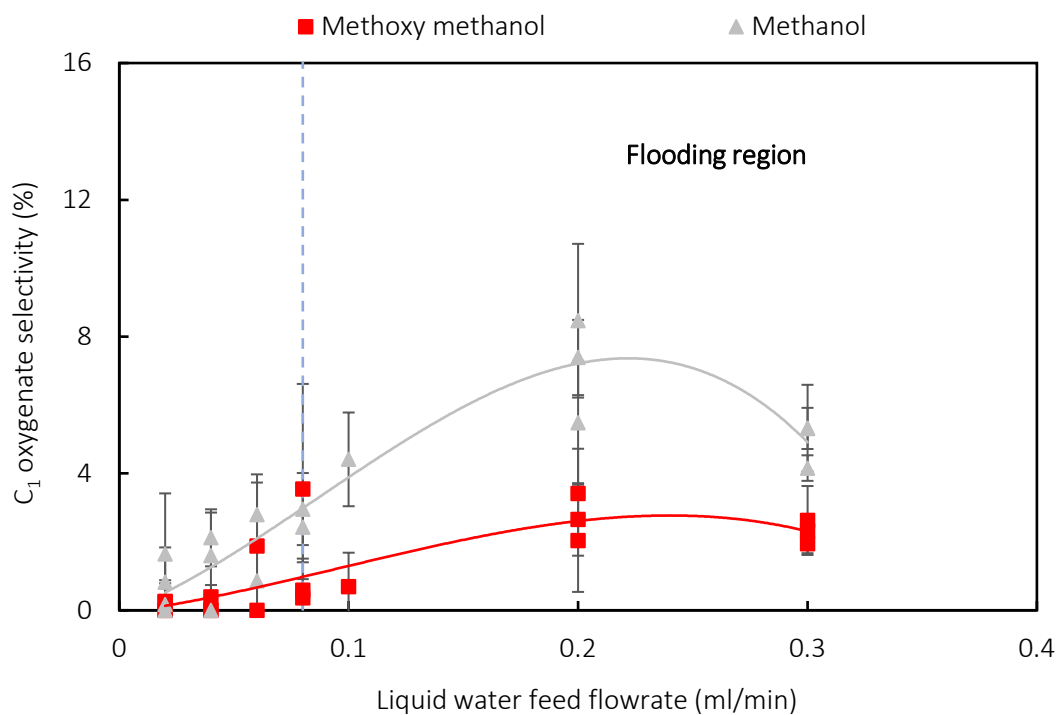 Methoxy methanol Methanol
16
12
8
4
0
Flooding region
C₁ oxygenate selectivity (%)
0 0.1 0.2 0.3 0.4
Liquid water feed flowrate (ml/min)